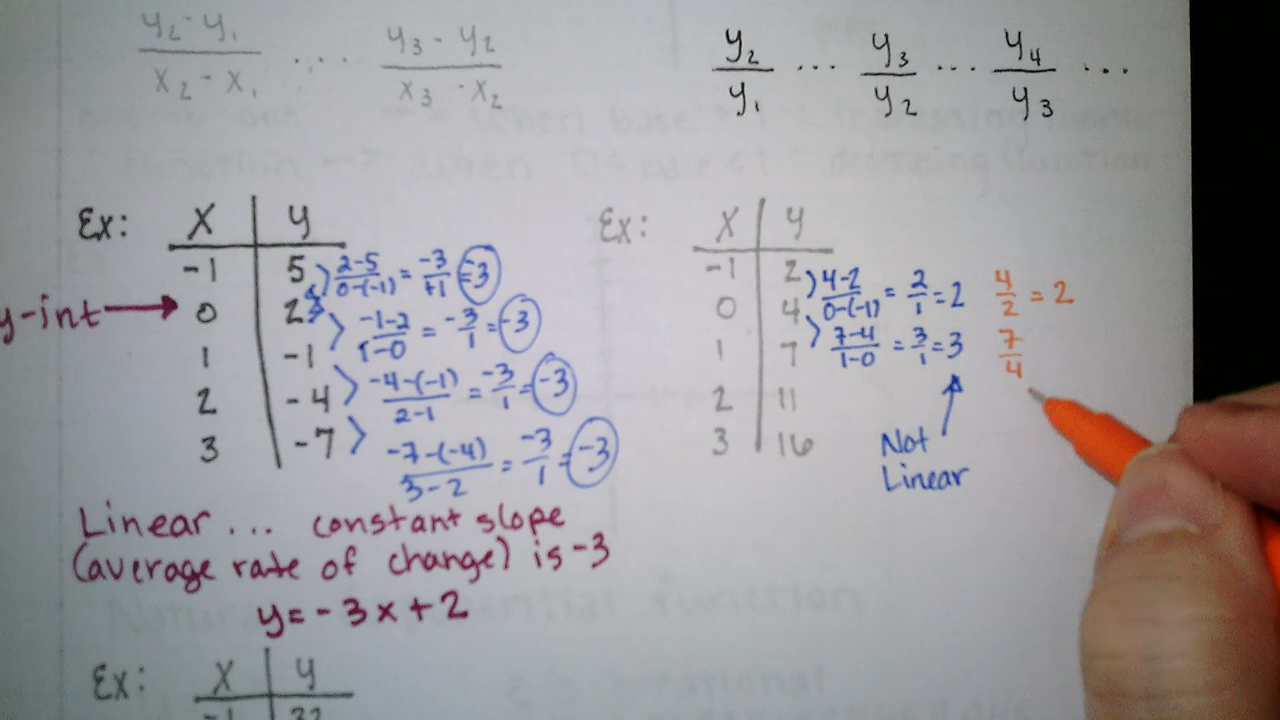 y₂ - y₁ / x₂ - x₁ ... y₃ - y₂ / x₃ - x₂
y₂/y₁ ... y₃/y₂ ... y₄/y₃ ...
Ex: x | y
-1 | 5 2-5 / 0-(-1) = -3/+1 = -3
y-int → 0 | 2 -1-2 / 1-0 = -3/1 = -3
1 | -1 -4-(-1) / 2-1 = -3/1 = -3
2 | -4 -7-(-4) / 3-2 = -3/1 = -3
3 | -7
Linear ... constant slope
(average rate of change) is -3
y = -3x + 2
Ex: x | y
-1 | 2 4-2 / 0-(-1) = 2/1 = 2 4/2 = 2
0 | 4 7-4 / 1-0 = 3/1 = 3 7/4
1 | 7
2 | 11
3 | 16
Not
Linear
Ex: x | y
-1 | 32